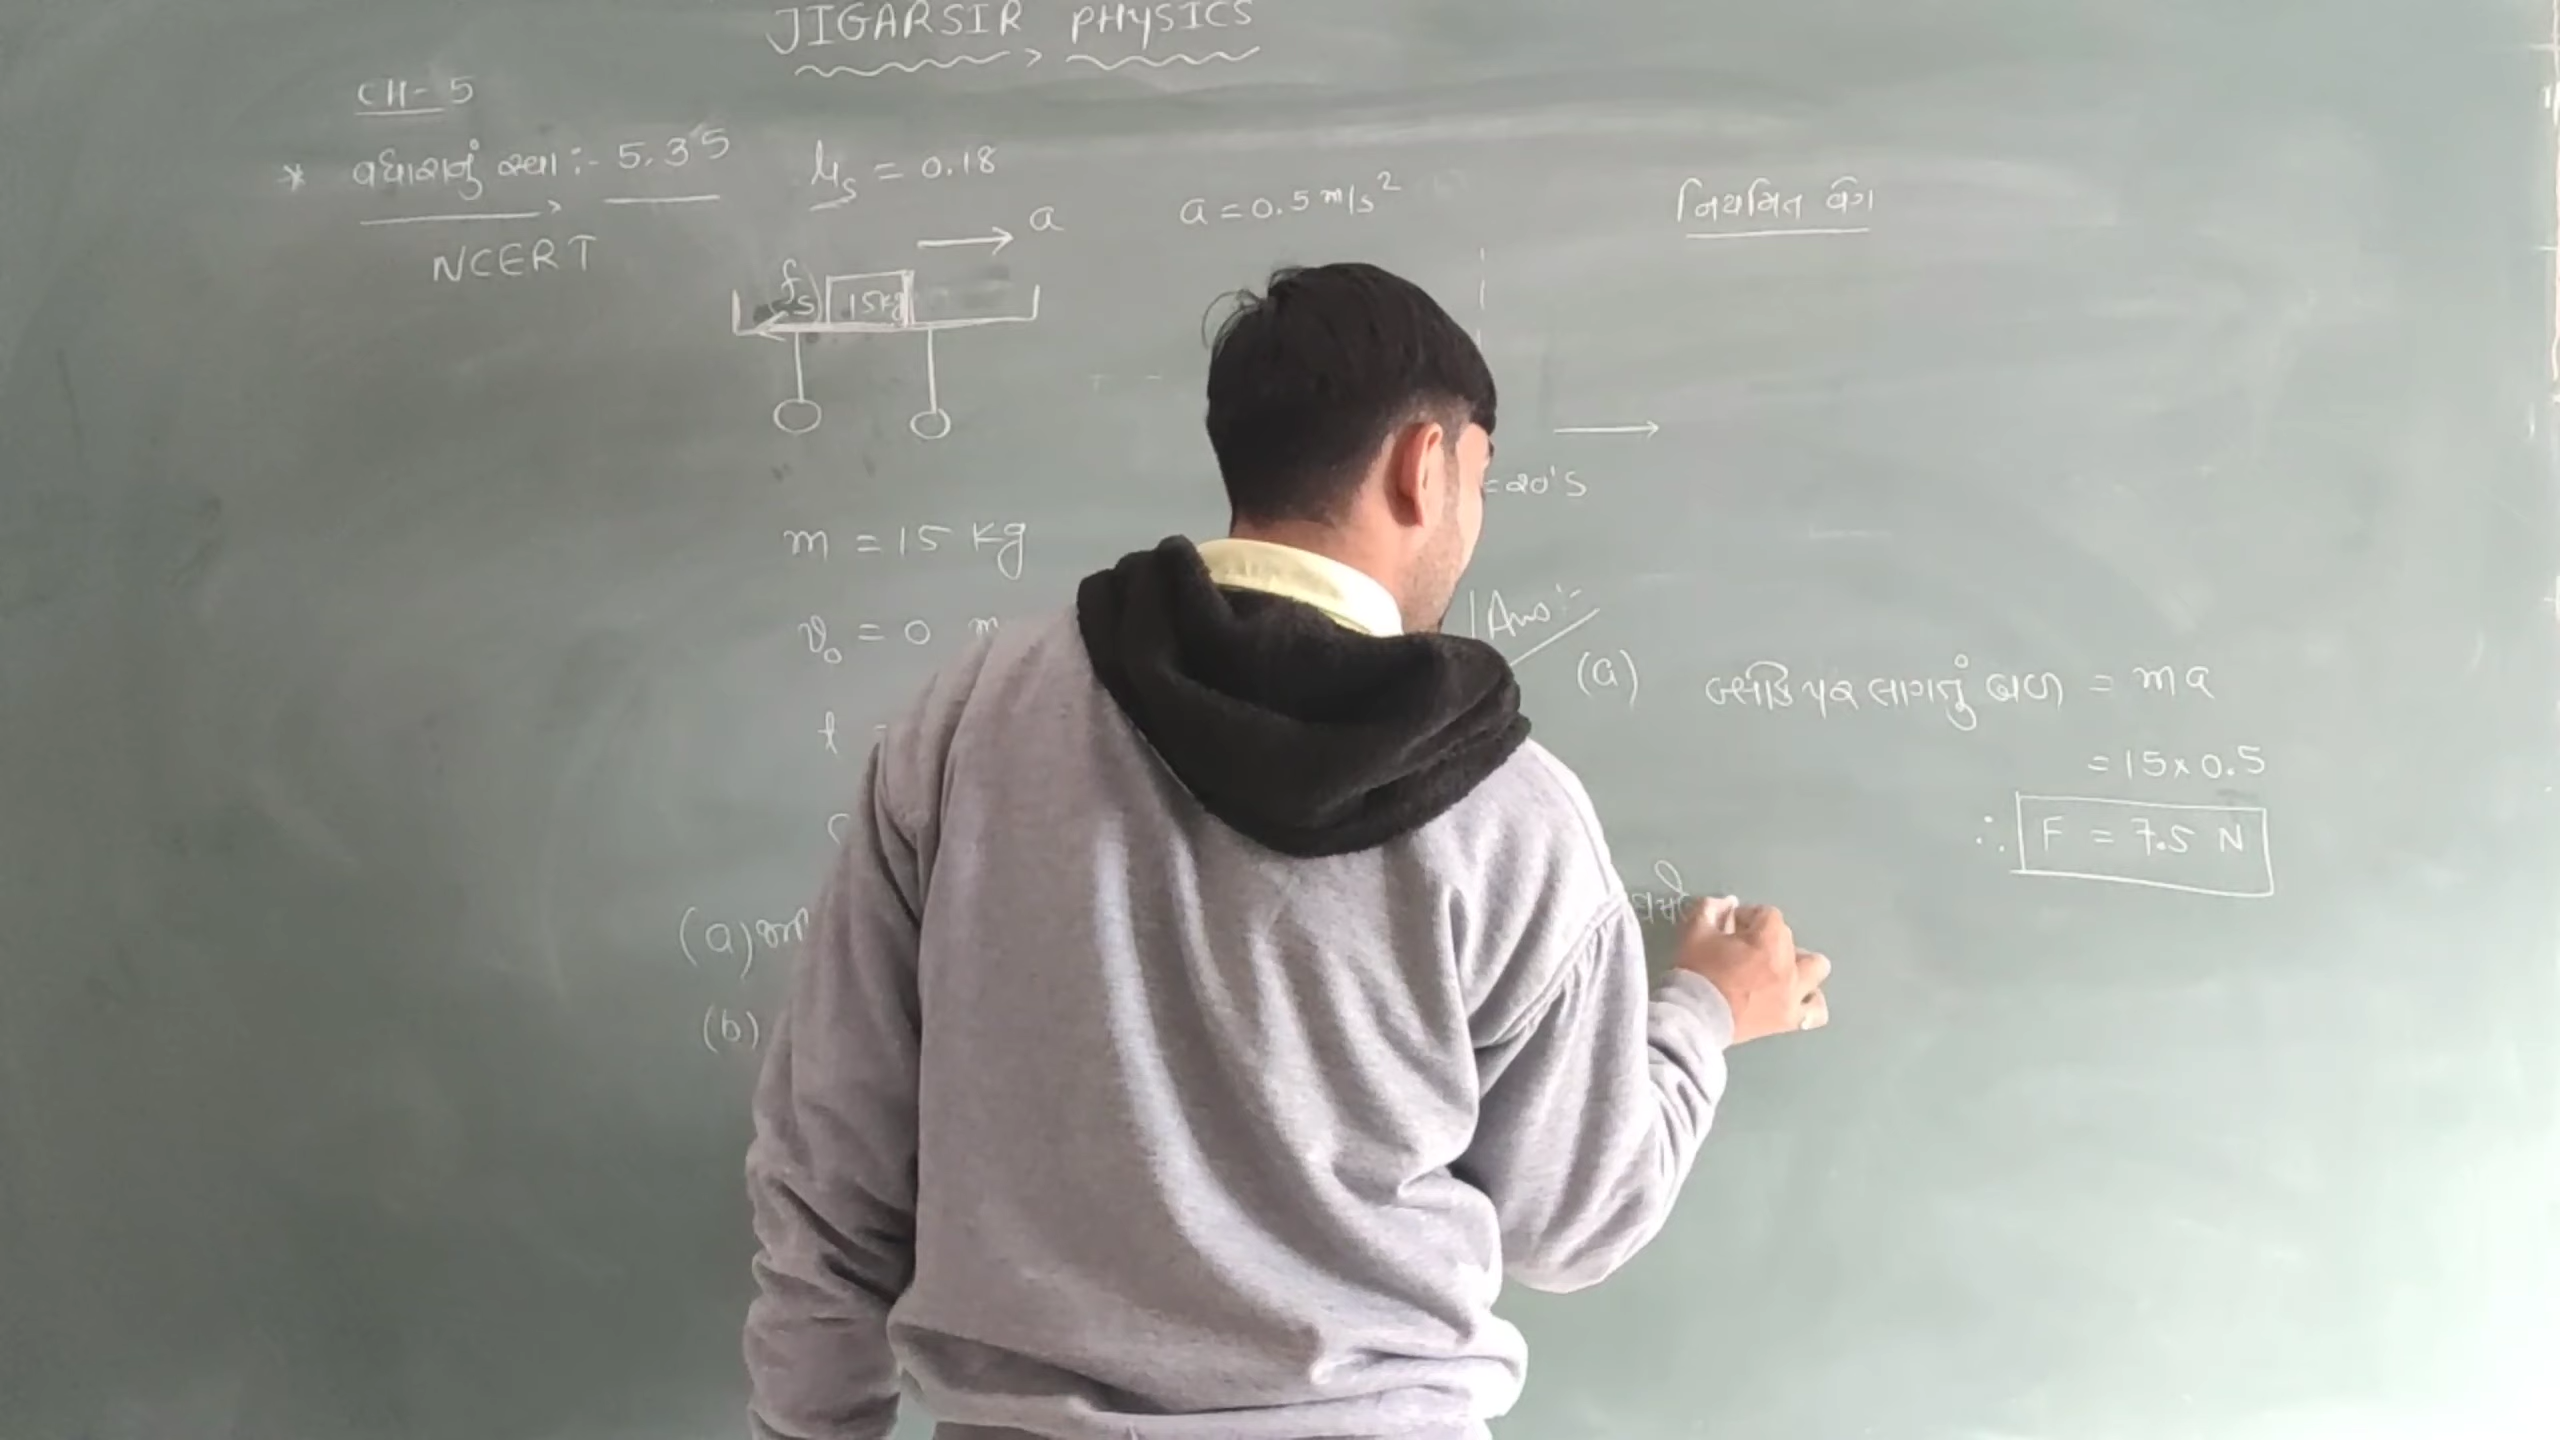 JIGARSIR PHYSICS
CH-5
* વધારાનું સ્વા :- 5.35
NCERT
μs = 0.18
a
a = 0.5 m/s²
નિયમિત વેગ
fs
15kg
= 20's
m = 15 kg
v₀ = 0 m
t =
Ans :-
(a) બ્લોક પર લાગતું બળ = ma
= 15 × 0.5
∴ F = 7.5 N
(a)
(b)